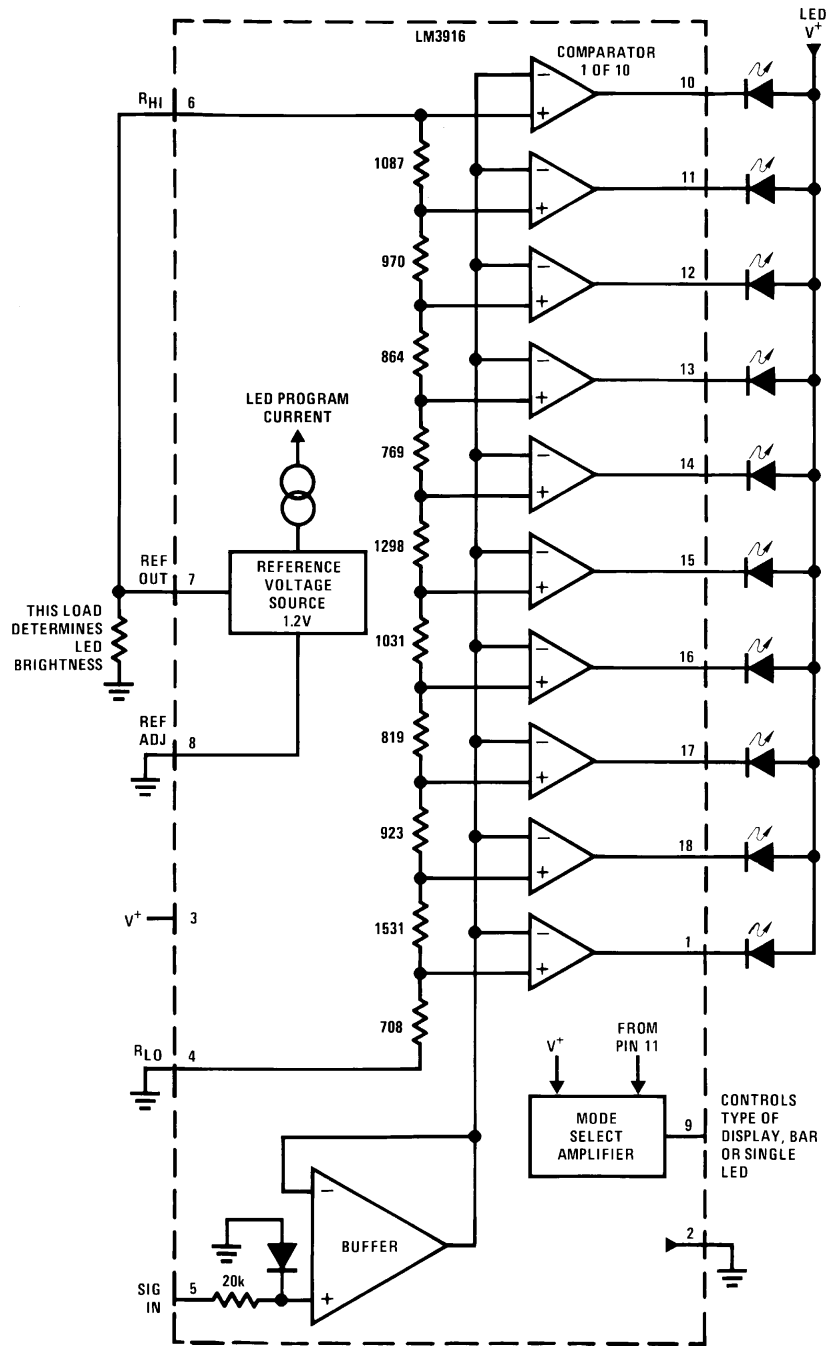 LM3916
LED
V+
COMPARATOR
1 OF 10
10
RHI
6
1087
11
970
12
864
13
LED PROGRAM
CURRENT
769
14
1298
15
REF
OUT
7
REFERENCE
VOLTAGE
SOURCE
1.2V
THIS LOAD
DETERMINES
LED
BRIGHTNESS
1031
16
REF
ADJ
8
819
17
923
18
V+
3
1531
1
708
RLO
4
V+
FROM
PIN 11
MODE
SELECT
AMPLIFIER
9
CONTROLS
TYPE OF
DISPLAY, BAR
OR SINGLE
LED
BUFFER
2
SIG
IN
5
20k